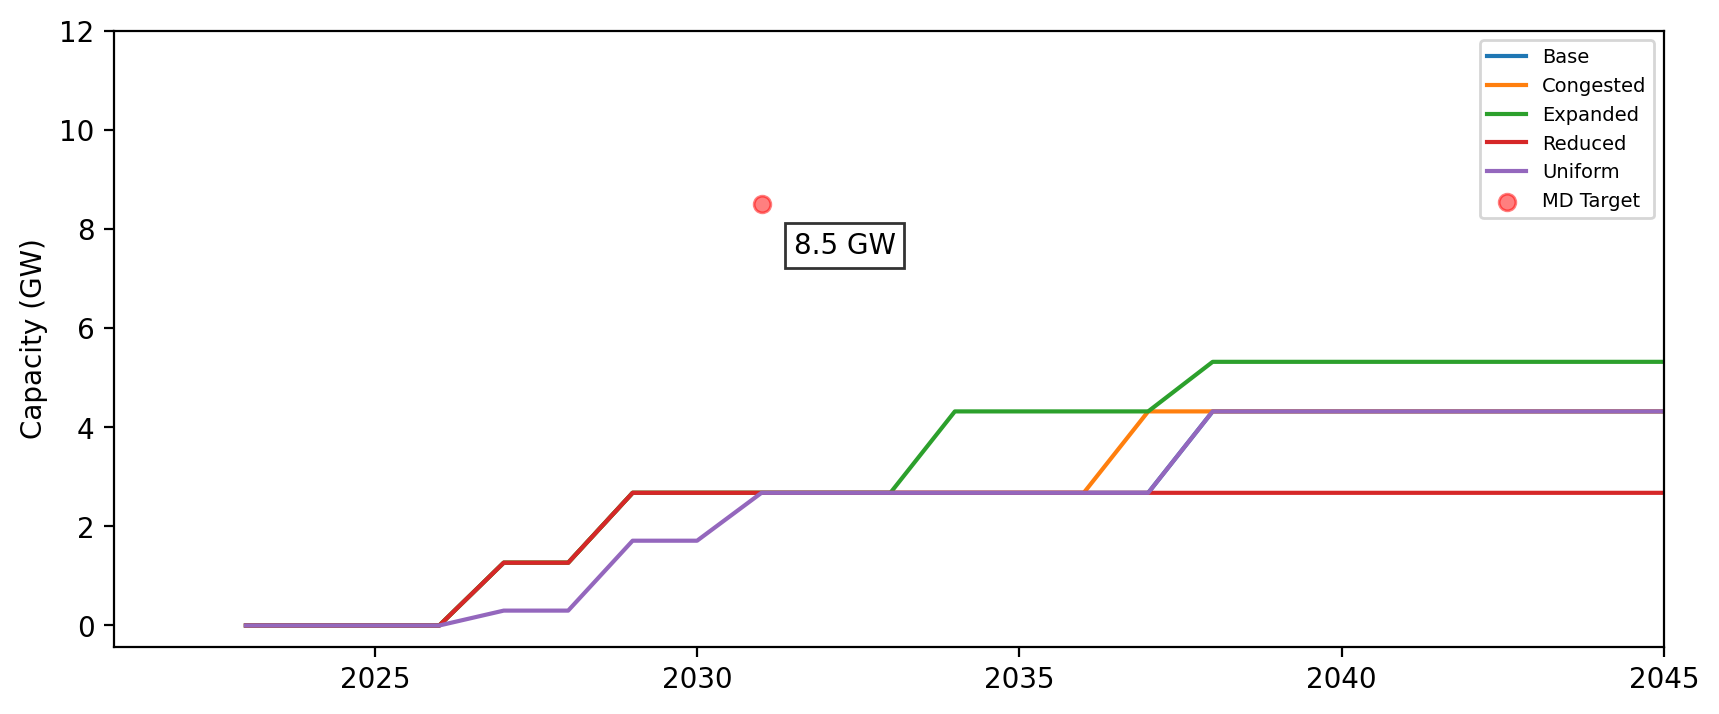 12
10
8
6
4
2
0
Capacity (GW)
2025
2030
2035
2040
2045
8.5 GW
Base
Congested
Expanded
Reduced
Uniform
MD Target